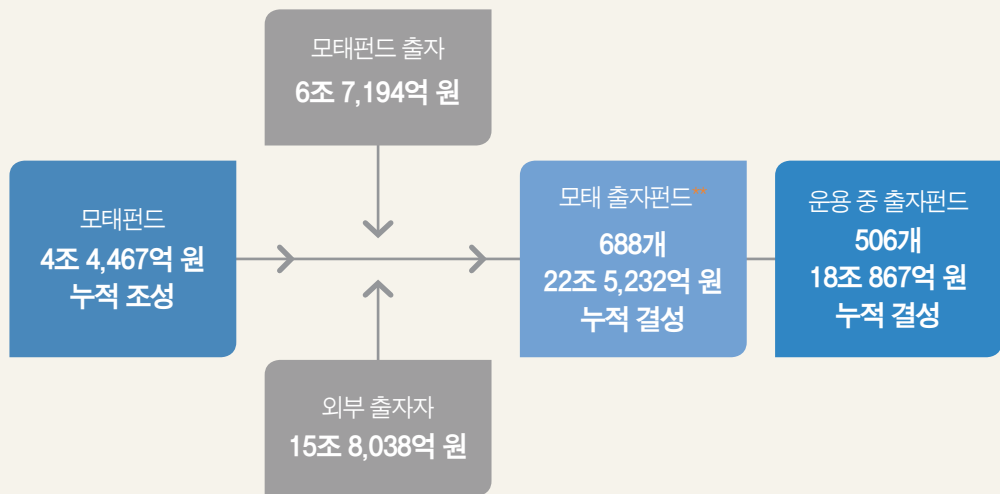 모태펀드 출자
6조 7,194억 원
모태펀드
4조 4,467억 원
누적 조성
모태 출자펀드**
688개
22조 5,232억 원
누적 결성
운용 중 출자펀드
506개
18조 867억 원
누적 결성
외부 출자자
15조 8,038억 원